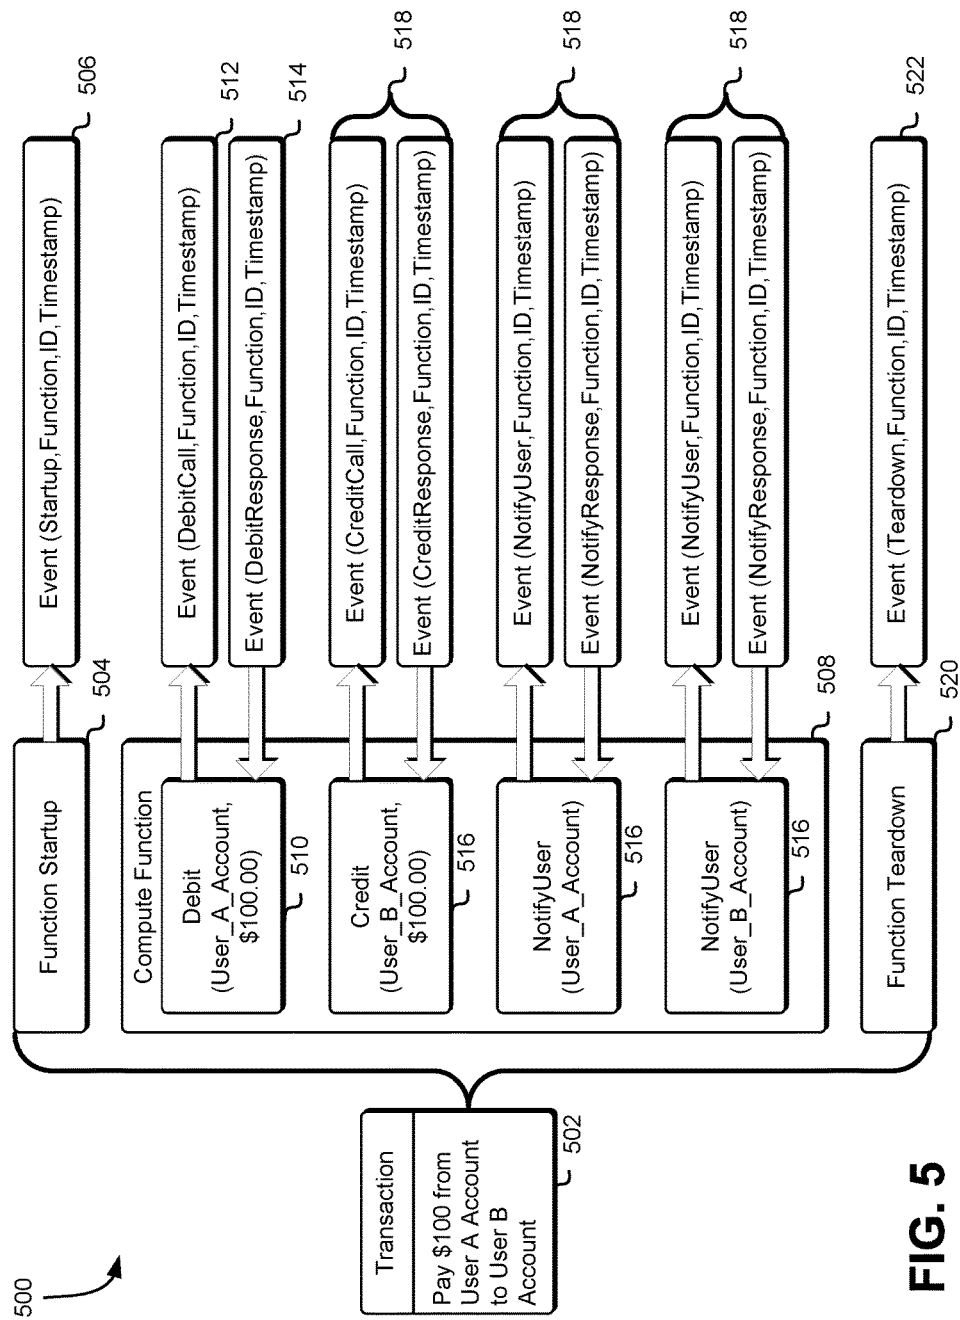 500
Transaction
Pay $100 from
User A Account
to User B
Account
502
Function Startup
504
Event (Startup,Function,ID,Timestamp)
506
Compute Function
508
Debit
(User_A_Account,
$100.00)
510
Event (DebitCall,Function,ID,Timestamp)
512
Event (DebitResponse,Function,ID,Timestamp)
514
Credit
(User_B_Account,
$100.00)
516
Event (CreditCall,Function,ID,Timestamp)
Event (CreditResponse,Function,ID,Timestamp)
518
NotifyUser
(User_A_Account)
516
Event (NotifyUser,Function,ID,Timestamp)
Event (NotifyResponse,Function,ID,Timestamp)
518
NotifyUser
(User_B_Account)
516
Event (NotifyUser,Function,ID,Timestamp)
Event (NotifyResponse,Function,ID,Timestamp)
518
Function Teardown
520
Event (Teardown,Function,ID,Timestamp)
522
FIG. 5